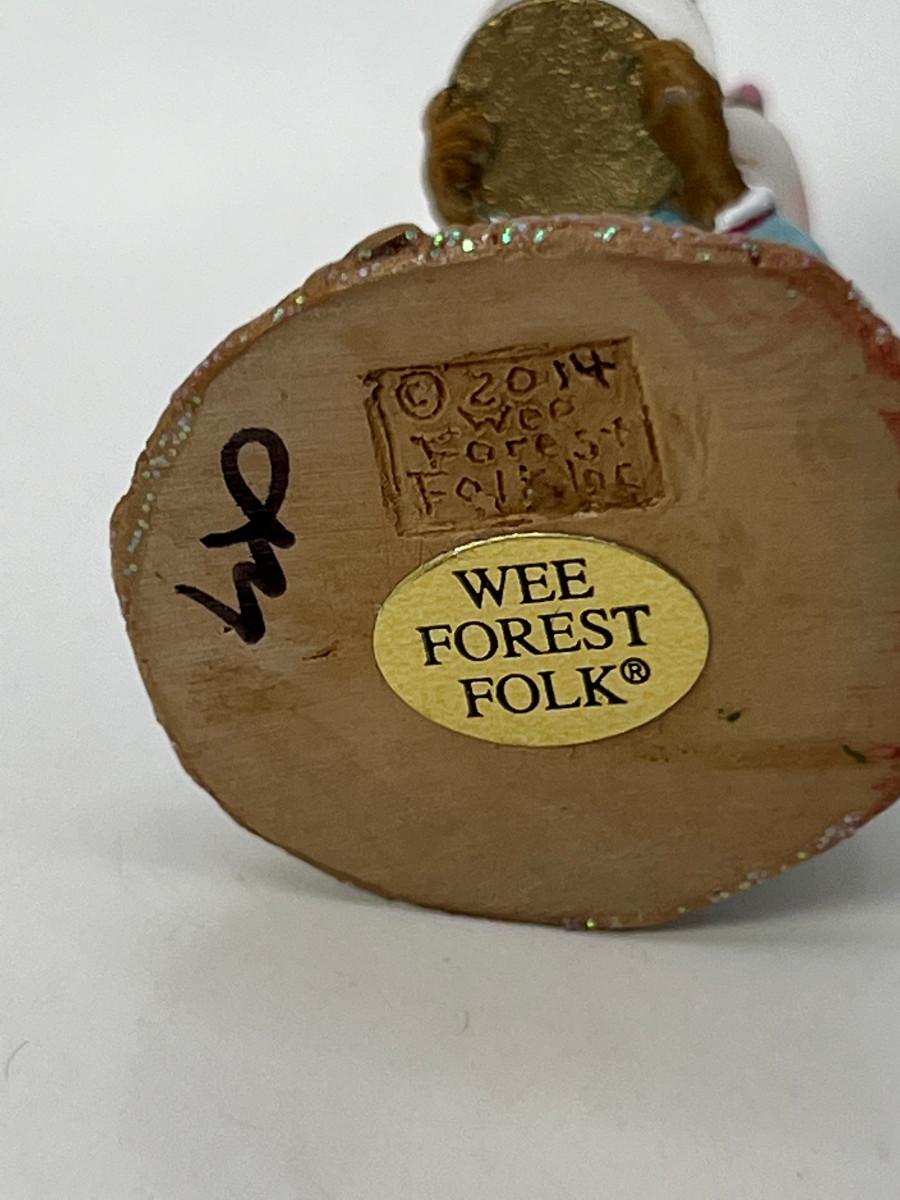 © 2014
Wee
Forest
Folk Inc
WEE
FOREST
FOLK®